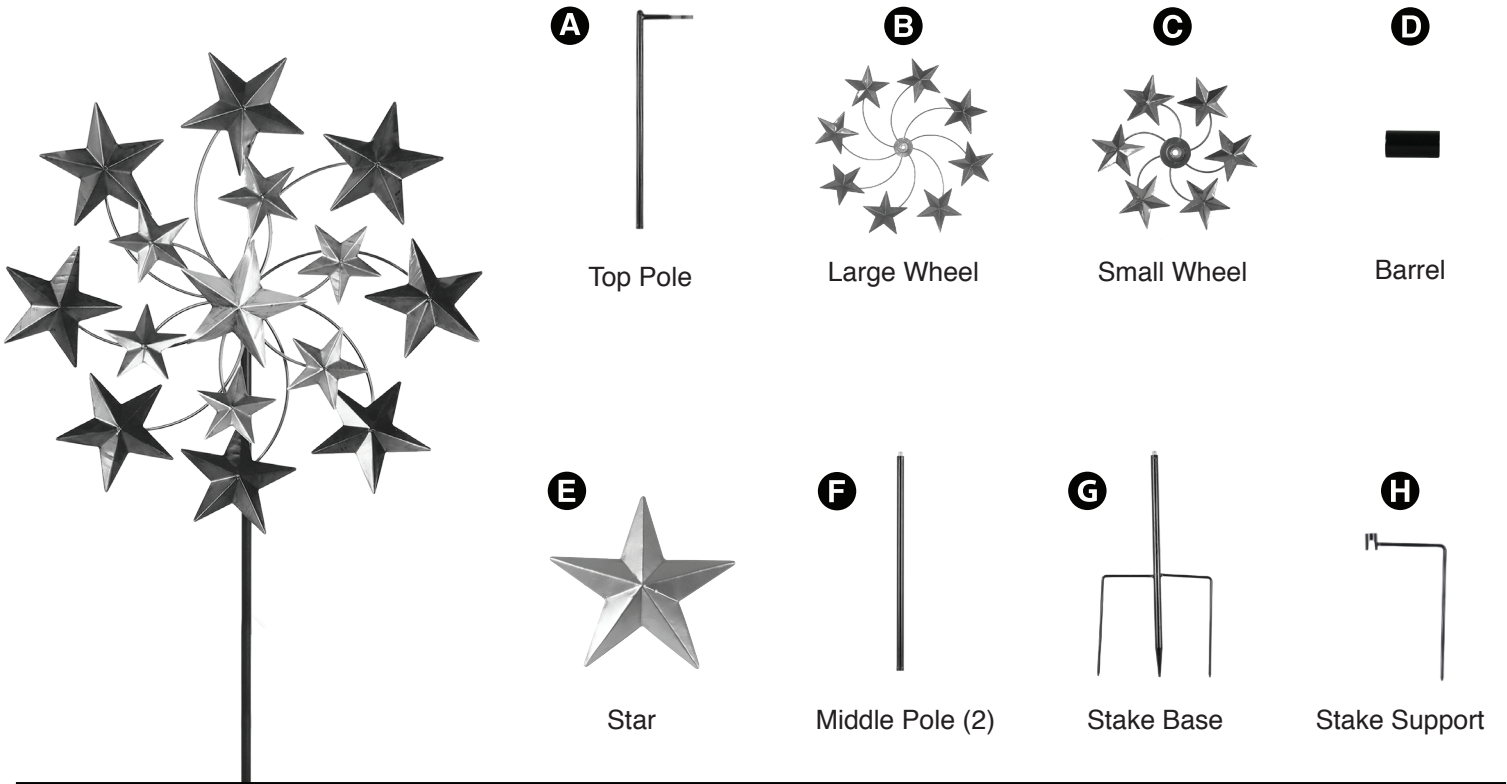 A
Top Pole
B
Large Wheel
C
Small Wheel
D
Barrel
E
Star
F
Middle Pole (2)
G
Stake Base
H
Stake Support